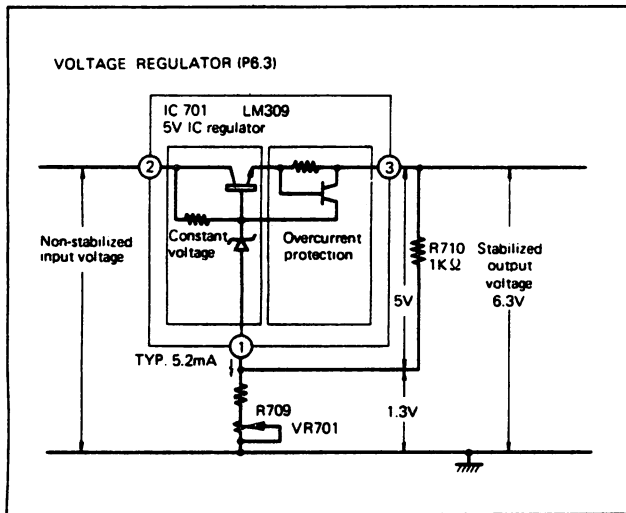 VOLTAGE REGULATOR (P6.3)
IC 701 LM309
5V IC regulator
2
3
Non-stabilized
input voltage
Constant
voltage
Overcurrent
protection
R710
1KΩ
Stabilized
output
voltage
6.3V
5V
1
TYP. 5.2mA
1.3V
R709
VR701